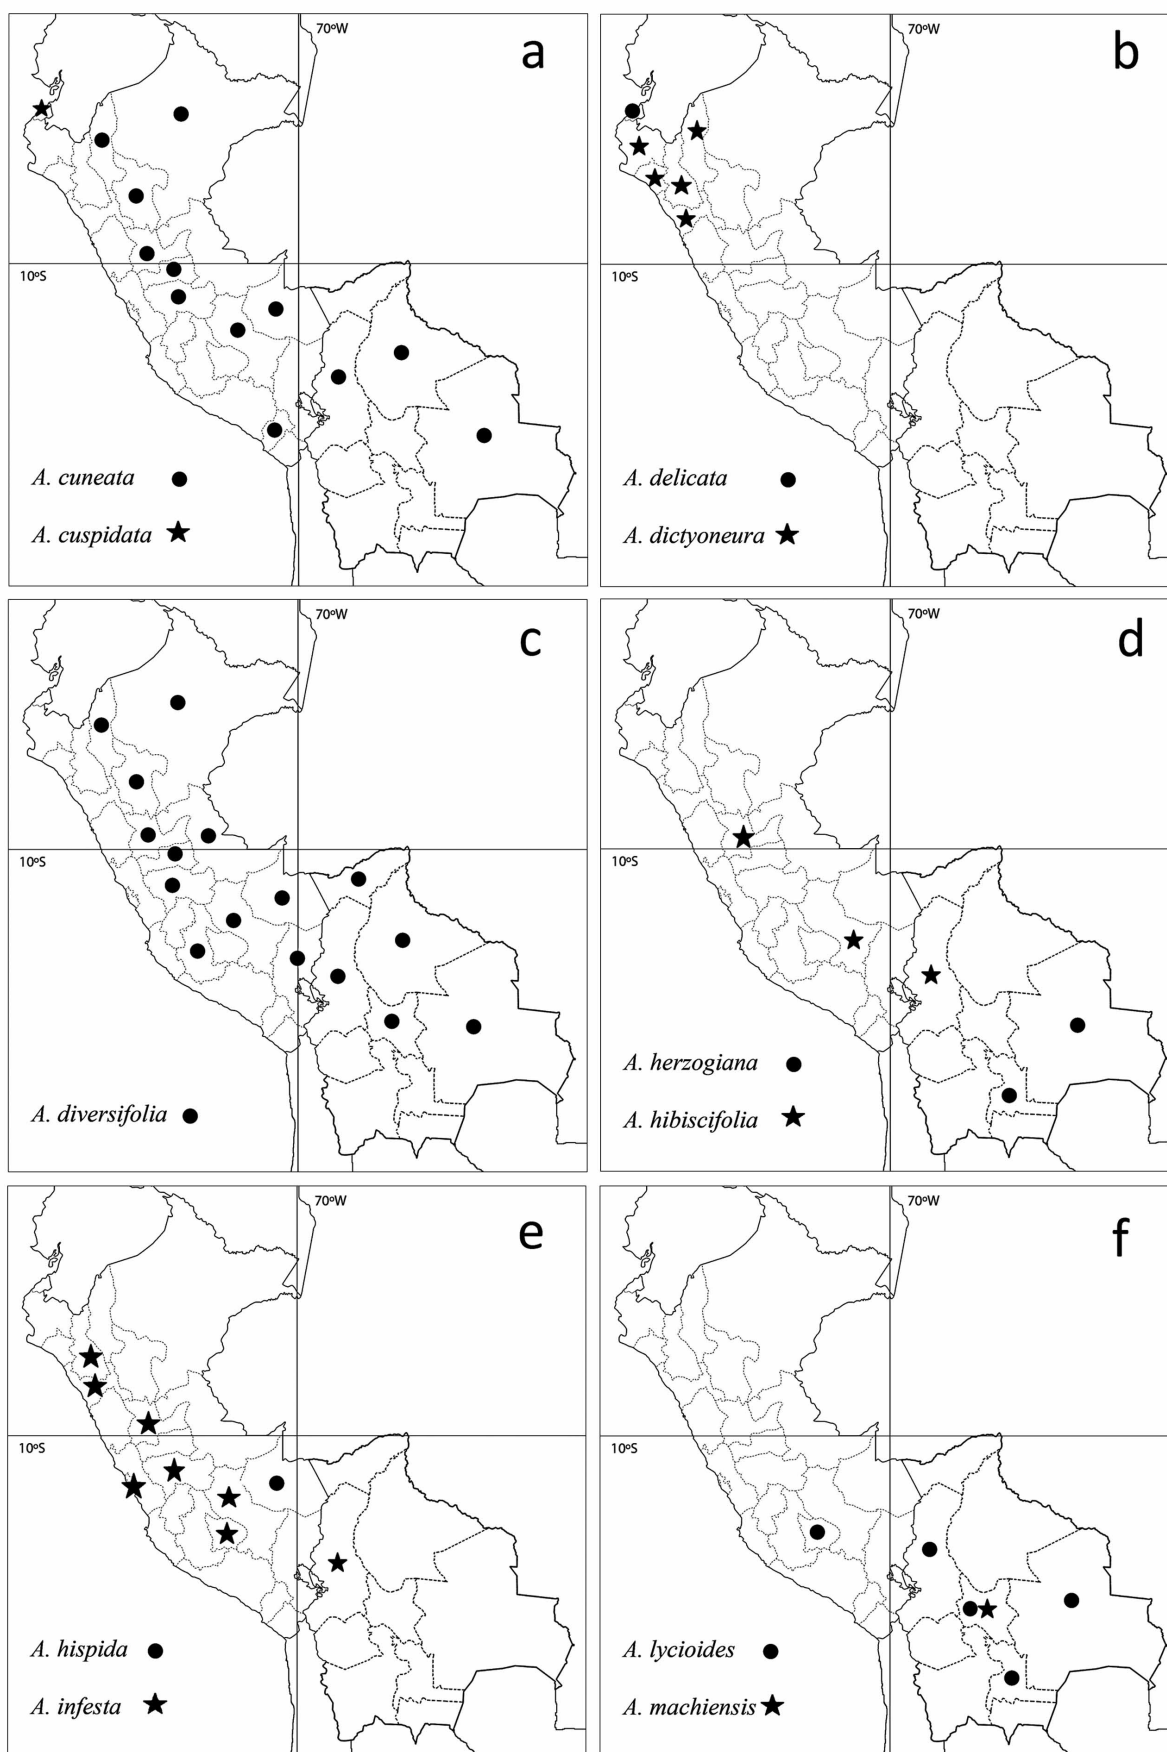 70ºW
a
10ºS
A. cuneata
A. cuspidata
70ºW
b
10ºS
A. delicata
A. dictyoneura
70ºW
c
10ºS
A. diversifolia
70ºW
d
10ºS
A. herzogiana
A. hibiscifolia
70ºW
e
10ºS
A. hispida
A. infesta
70ºW
f
10ºS
A. lycioides
A. machiensis